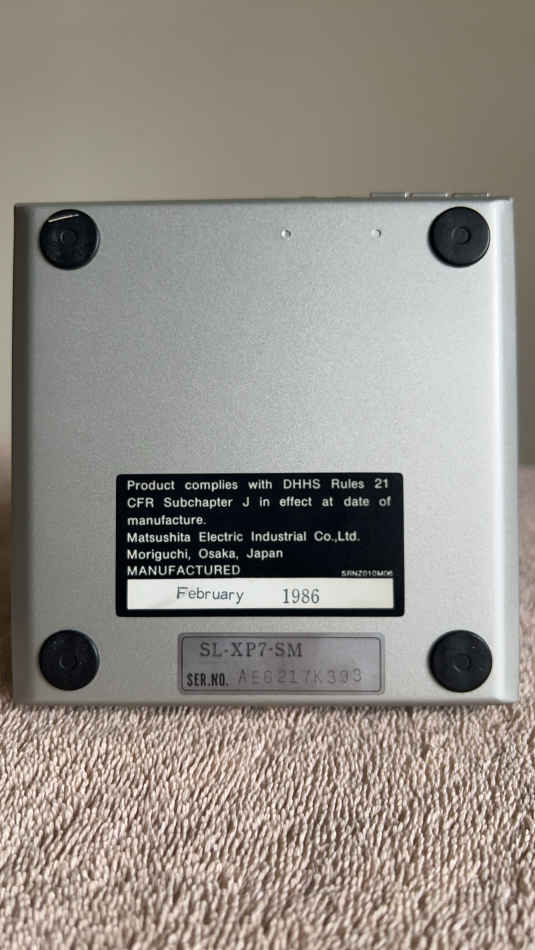 Product complies with DHHS Rules 21
CFR Subchapter J in effect at date of
manufacture.
Matsushita Electric Industrial Co.,Ltd.
Moriguchi, Osaka, Japan
MANUFACTURED SRNZ010M06
February 1986
SL-XP7-SM
SER.NO. AE6217K393